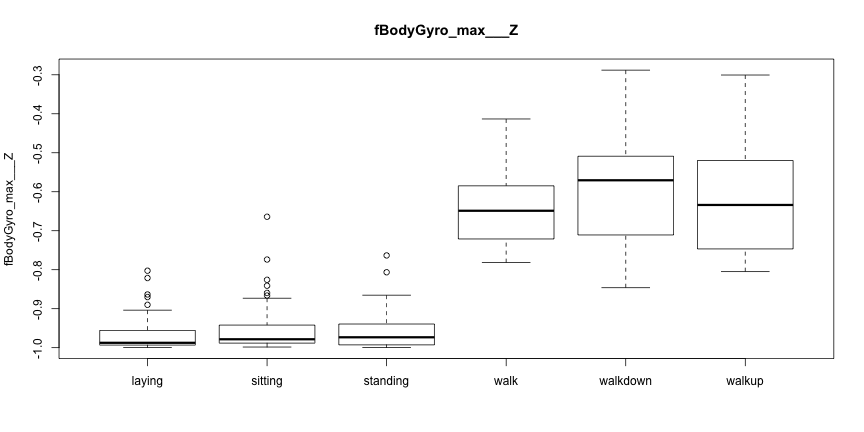 fBodyGyro_max___Z
fBodyGyro_max___Z
-0.3
-0.4
-0.5
-0.6
-0.7
-0.8
-0.9
-1.0
laying sitting standing walk walkdown walkup